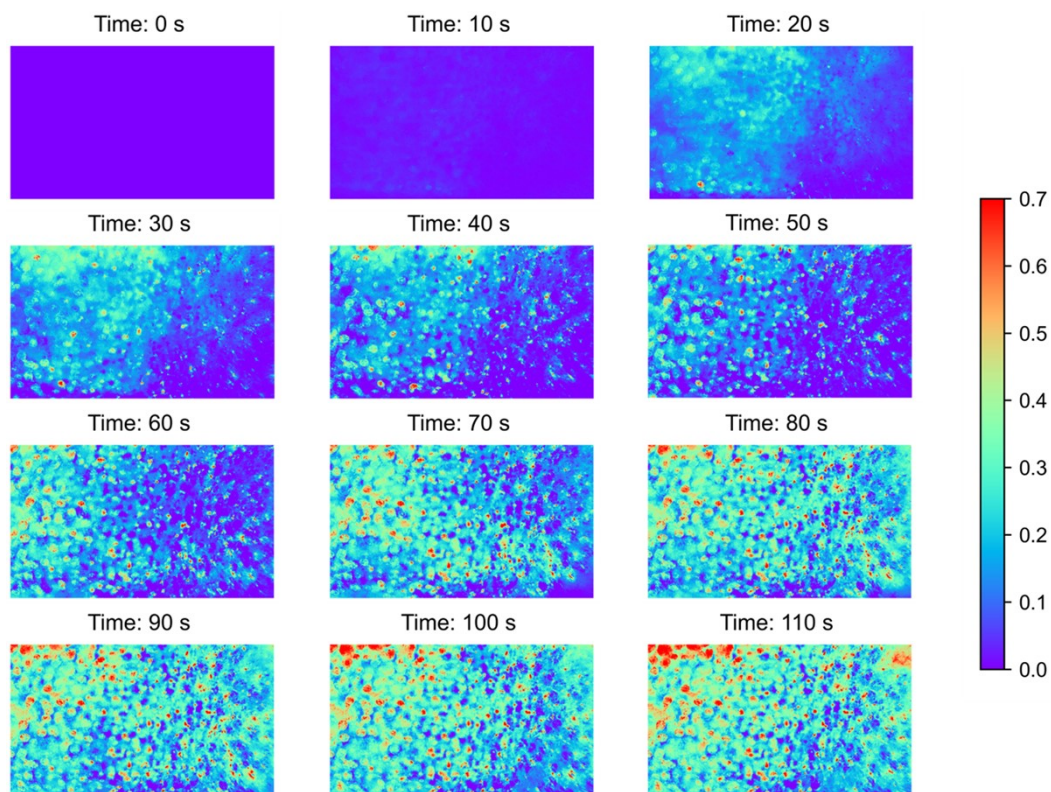 Time: 0 s
Time: 10 s
Time: 20 s
Time: 30 s
Time: 40 s
Time: 50 s
Time: 60 s
Time: 70 s
Time: 80 s
Time: 90 s
Time: 100 s
Time: 110 s
0.7
0.6
0.5
0.4
0.3
0.2
0.1
0.0